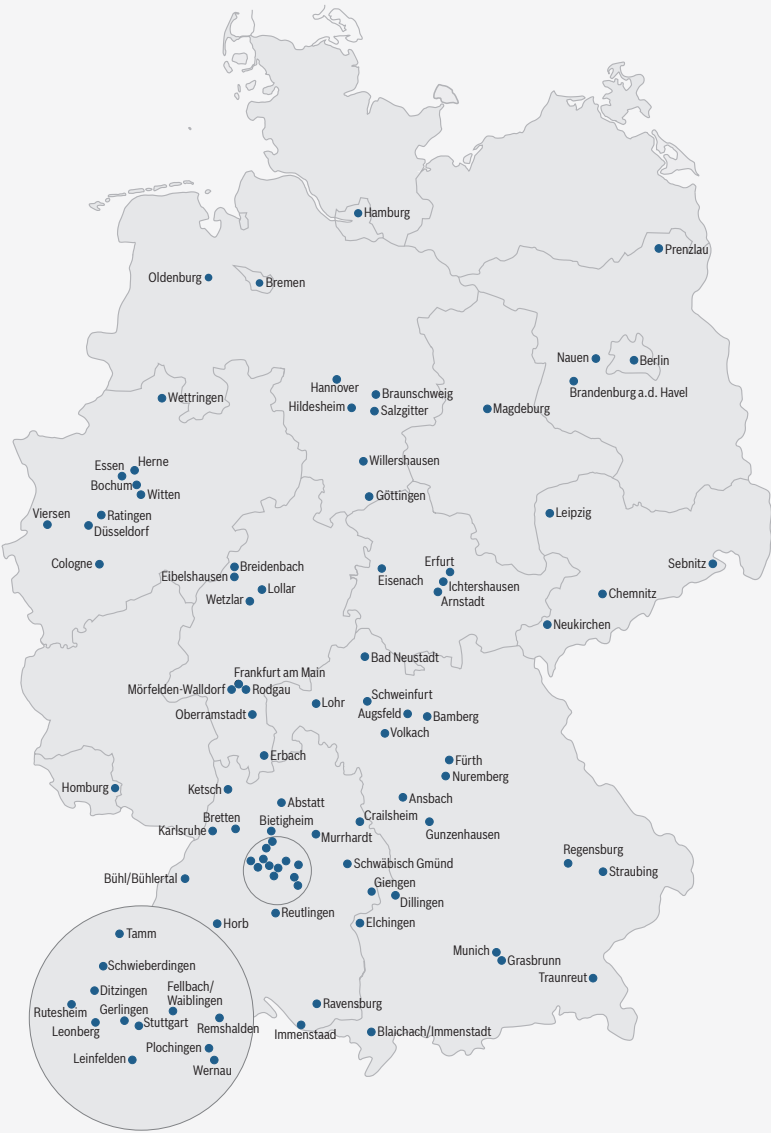 Hamburg
Prenzlau
Oldenburg
Bremen
Nauen
Berlin
Hannover
Braunschweig
Brandenburg a.d. Havel
Wettringen
Hildesheim
Salzgitter
Magdeburg
Essen
Herne
Willershausen
Bochum
Witten
Göttingen
Viersen
Ratingen
Düsseldorf
Leipzig
Cologne
Breidenbach
Eibelshausen
Erfurt
Sebnitz
Eisenach
Ichtershausen
Lollar
Wetzlar
Arnstadt
Chemnitz
Neukirchen
Bad Neustadt
Frankfurt am Main
Mörfelden-Walldorf
Rodgau
Schweinfurt
Lohr
Oberramstadt
Augsfeld
Bamberg
Volkach
Erbach
Fürth
Nuremberg
Homburg
Ketsch
Ansbach
Abstatt
Bretten
Bietigheim
Crailsheim
Karlsruhe
Murrhardt
Gunzenhausen
Regensburg
Schwäbisch Gmünd
Straubing
Bühl/Bühlertal
Giengen
Dillingen
Reutlingen
Horb
Elchingen
Tamm
Munich
Grasbrunn
Schwieberdingen
Traunreut
Ditzingen
Fellbach/
Waiblingen
Rutesheim
Gerlingen
Ravensburg
Leonberg
Stuttgart
Remshalden
Immenstaad
Blaichach/Immenstadt
Plochingen
Leinfelden
Wernau